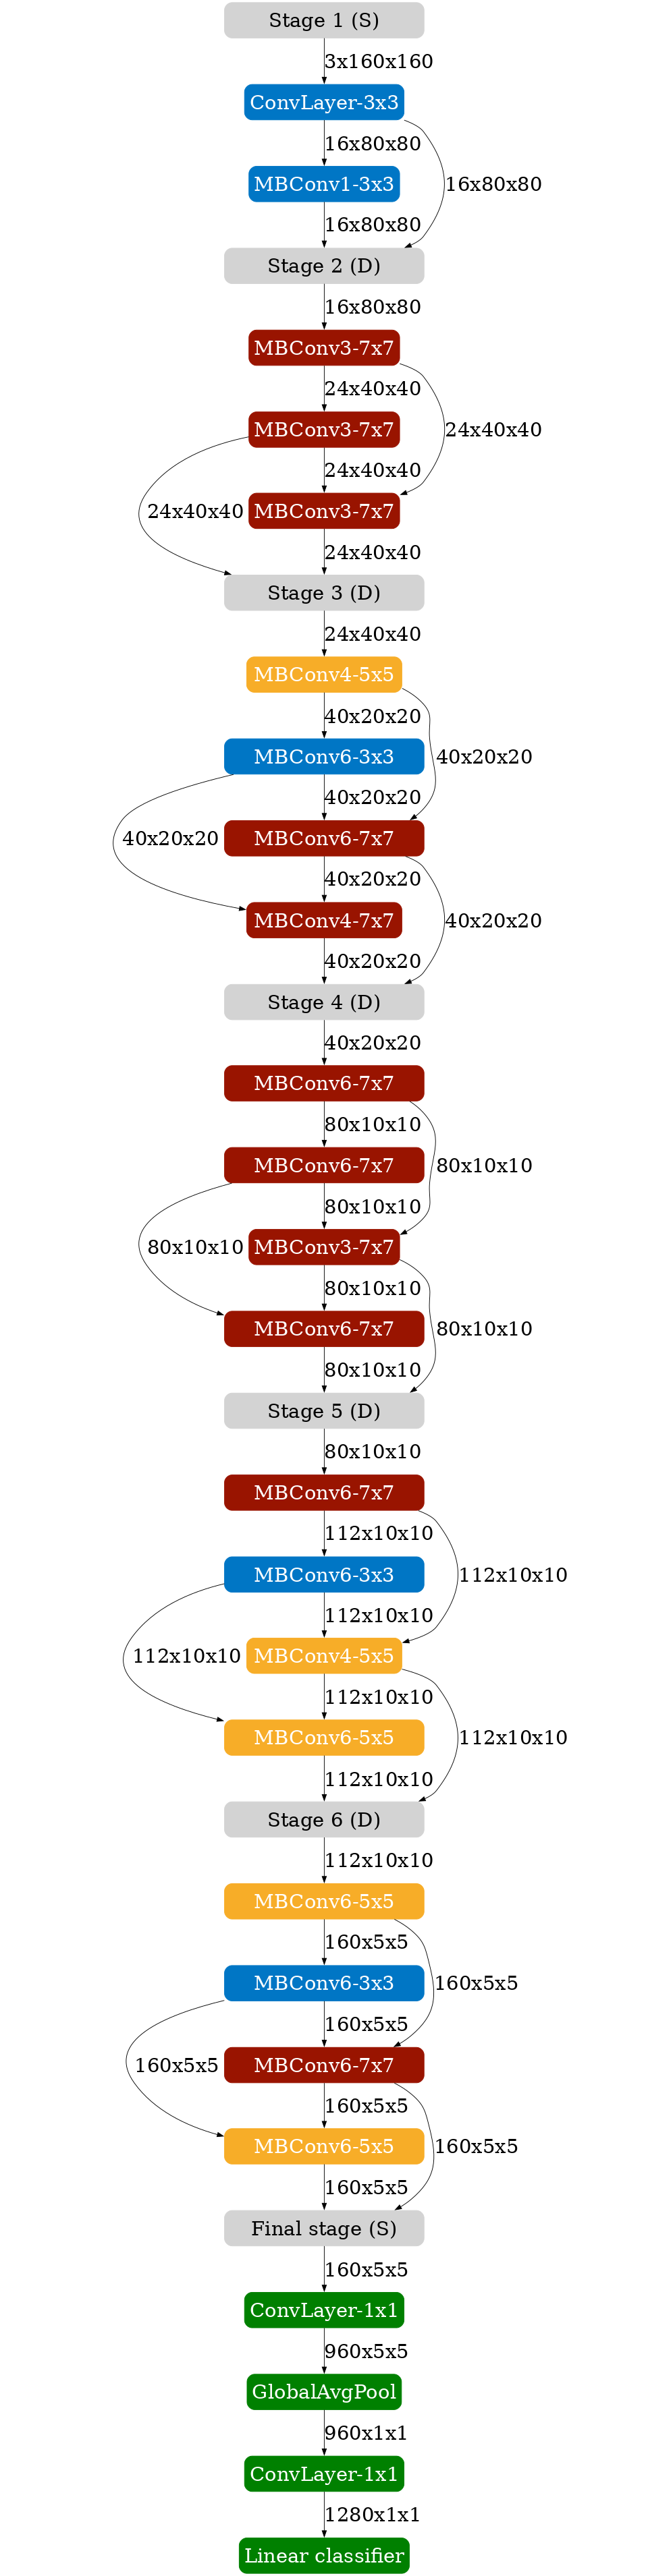 Stage 1 (S)
3x160x160
ConvLayer-3x3
16x80x80
MBConv1-3x3
16x80x80
16x80x80
Stage 2 (D)
16x80x80
MBConv3-7x7
24x40x40
MBConv3-7x7
24x40x40
24x40x40
MBConv3-7x7
24x40x40
24x40x40
Stage 3 (D)
24x40x40
MBConv4-5x5
40x20x20
MBConv6-3x3
40x20x20
40x20x20
MBConv6-7x7
40x20x20
40x20x20
MBConv4-7x7
40x20x20
40x20x20
Stage 4 (D)
40x20x20
MBConv6-7x7
80x10x10
MBConv6-7x7
80x10x10
80x10x10
MBConv3-7x7
80x10x10
80x10x10
MBConv6-7x7
80x10x10
80x10x10
Stage 5 (D)
80x10x10
MBConv6-7x7
112x10x10
MBConv6-3x3
112x10x10
112x10x10
MBConv4-5x5
112x10x10
112x10x10
MBConv6-5x5
112x10x10
112x10x10
Stage 6 (D)
112x10x10
MBConv6-5x5
160x5x5
MBConv6-3x3
160x5x5
160x5x5
MBConv6-7x7
160x5x5
160x5x5
MBConv6-5x5
160x5x5
160x5x5
Final stage (S)
160x5x5
ConvLayer-1x1
960x5x5
GlobalAvgPool
960x1x1
ConvLayer-1x1
1280x1x1
Linear classifier